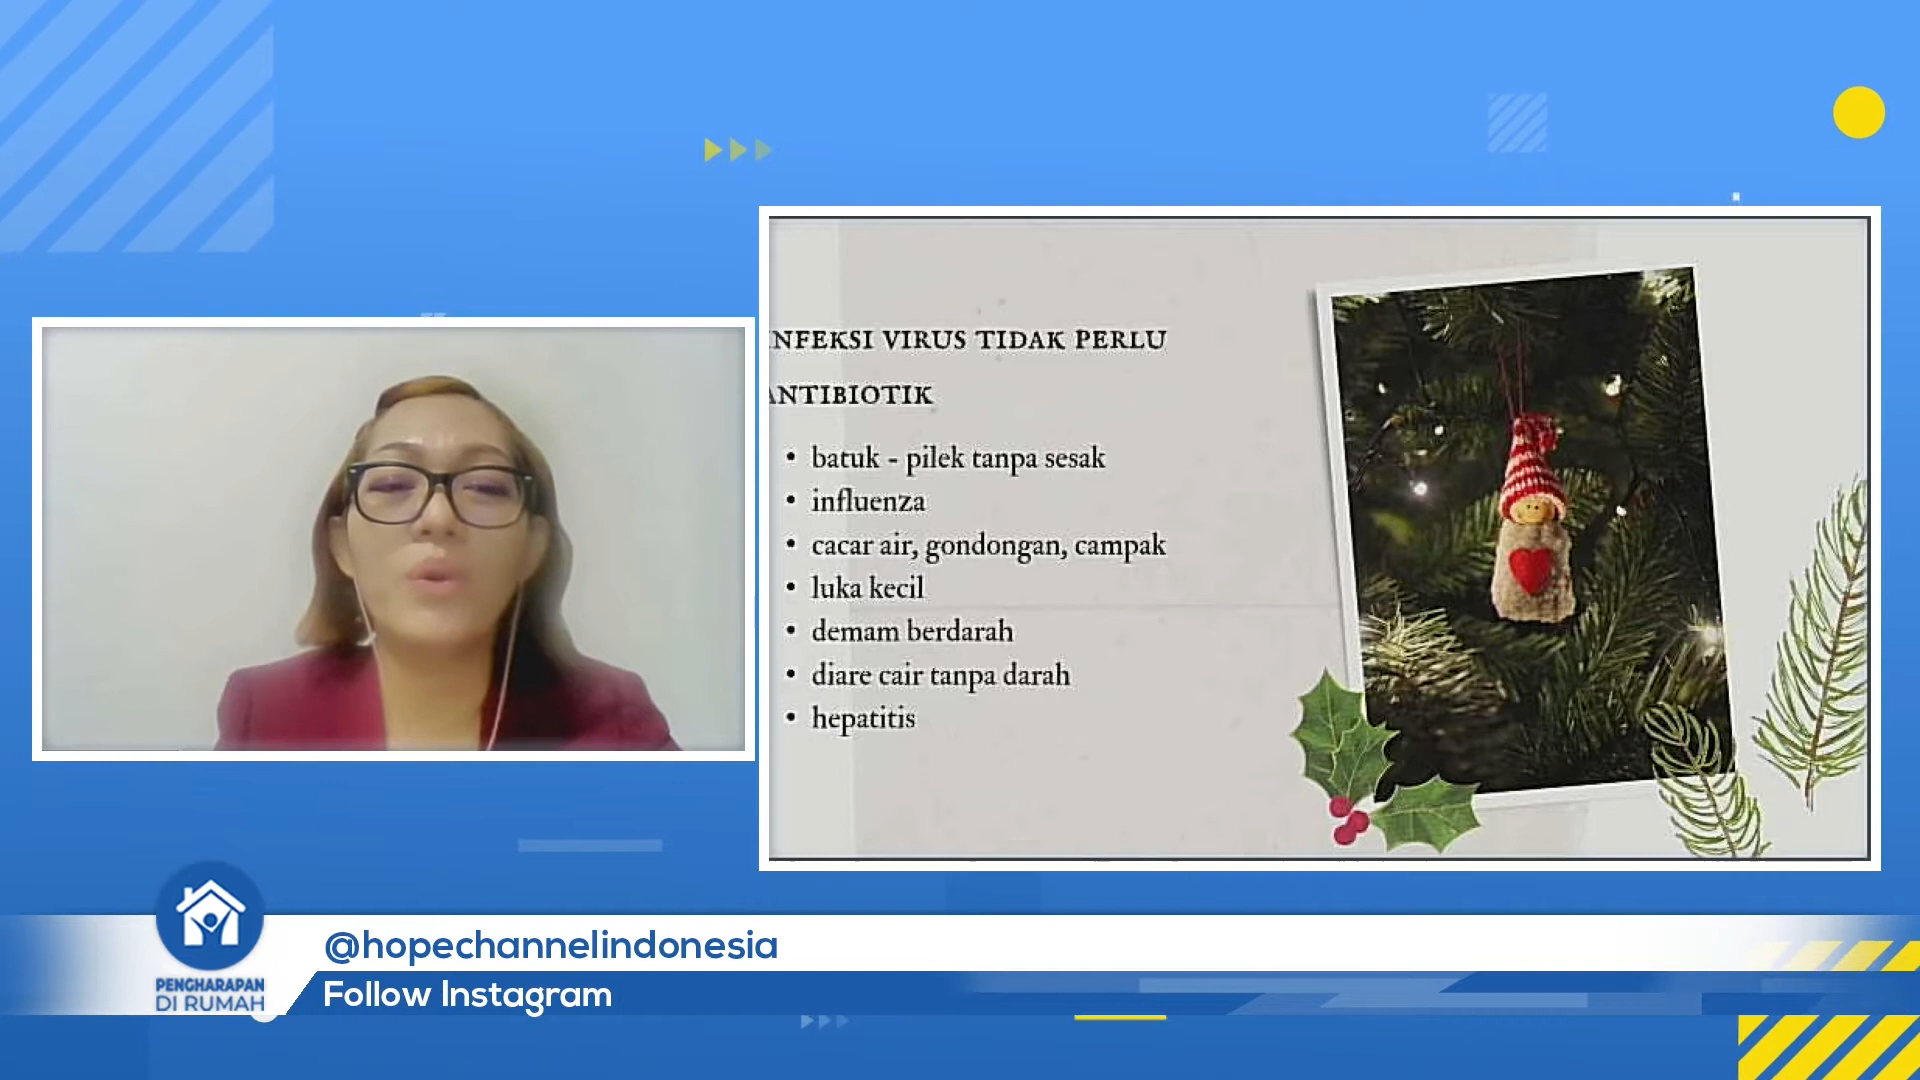 NFEKSI VIRUS TIDAK PERLU
ANTIBIOTIK
• batuk - pilek tanpa sesak
• influenza
• cacar air, gondongan, campak
• luka kecil
• demam berdarah
• diare cair tanpa darah
• hepatitis
@hopechannelindonesia
Follow Instagram
PENGHARAPAN
DI RUMAH